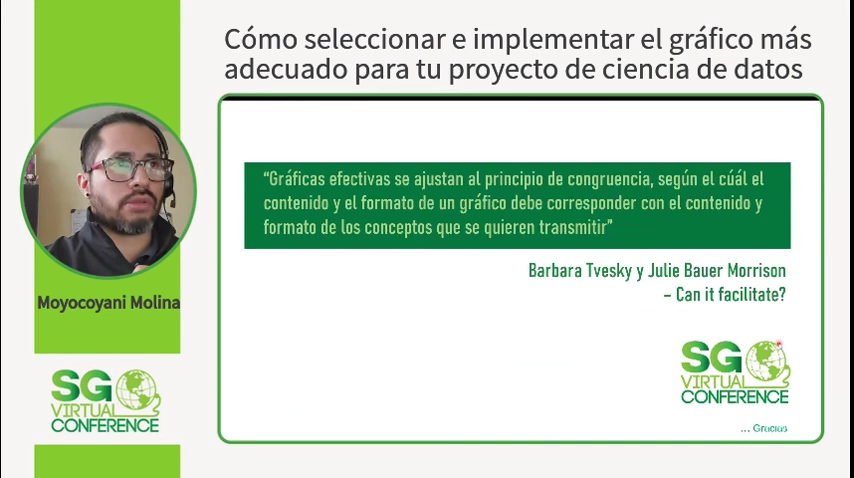 Cómo seleccionar e implementar el gráfico más
adecuado para tu proyecto de ciencia de datos
“Gráficas efectivas se ajustan al principio de congruencia, según el cúál el
contenido y el formato de un gráfico debe corresponder con el contenido y
formato de los conceptos que se quieren transmitir”
Barbara Tvesky y Julie Bauer Morrison
– Can it facilitate?
Moyocoyani Molina
SG
VIRTUAL
CONFERENCE
SG
VIRTUAL
CONFERENCE
... Gracias